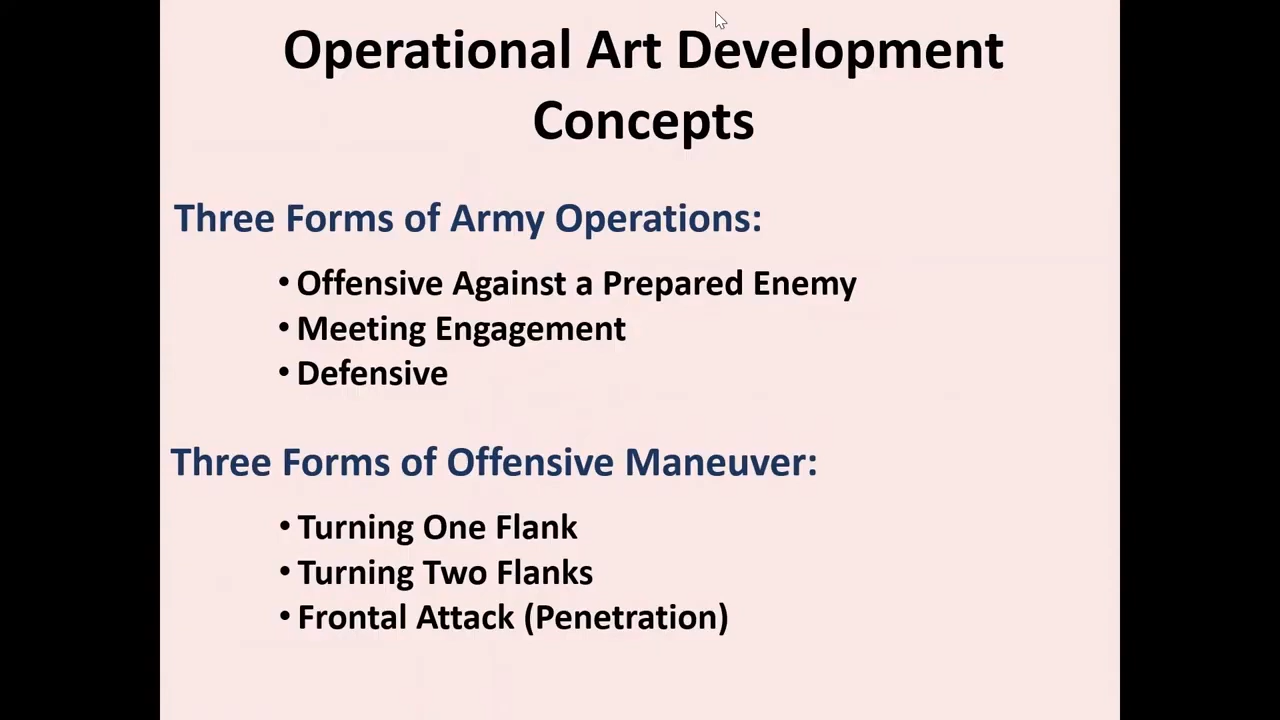 Operational Art Development
Concepts
Three Forms of Army Operations:
• Offensive Against a Prepared Enemy
• Meeting Engagement
• Defensive
Three Forms of Offensive Maneuver:
• Turning One Flank
• Turning Two Flanks
• Frontal Attack (Penetration)